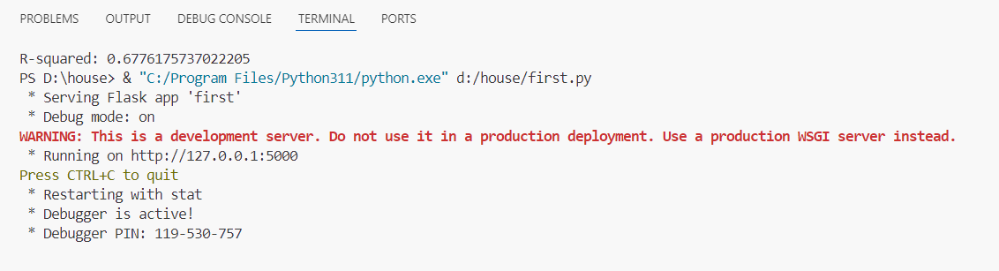 PROBLEMS OUTPUT DEBUG CONSOLE TERMINAL PORTS
R-squared: 0.6776175737022205
PS D:\house> & "C:/Program Files/Python311/python.exe" d:/house/first.py
 * Serving Flask app 'first'
 * Debug mode: on
WARNING: This is a development server. Do not use it in a production deployment. Use a production WSGI server instead.
 * Running on http://127.0.0.1:5000
Press CTRL+C to quit
 * Restarting with stat
 * Debugger is active!
 * Debugger PIN: 119-530-757